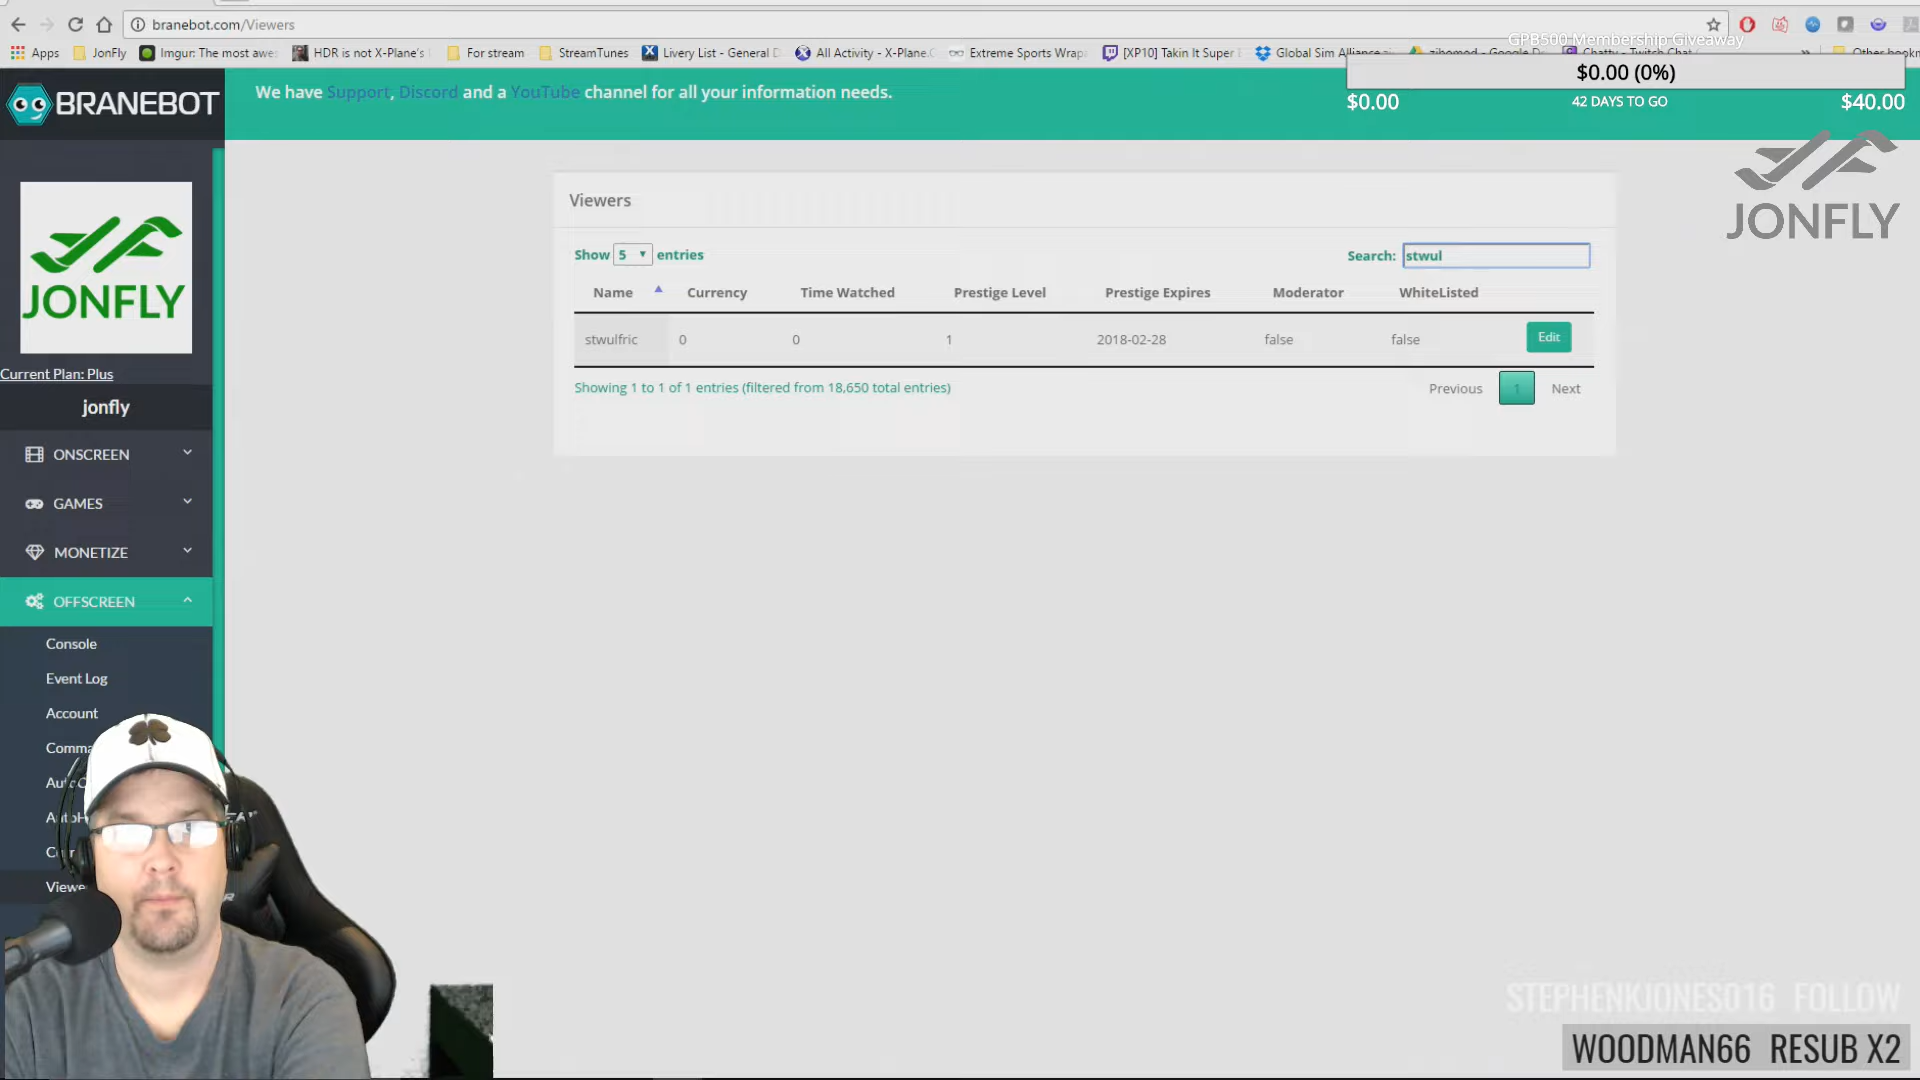 branebot.com/Viewers
Apps
JonFly
Imgur: The most awe
HDR is not X-Plane's
For stream
StreamTunes
Livery List - General D
All Activity - X-Plane.C
Extreme Sports Wrap
[XP10] Takin It Super
Global Sim Alliance
Other bookm
GPB500 Membership Giveaway
$0.00 (0%)
$0.00
42 DAYS TO GO
$40.00
BRANEBOT
We have Support, Discord and a YouTube channel for all your information needs.
JONFLY
JONFLY
Current Plan: Plus
jonfly
ONSCREEN
GAMES
MONETIZE
OFFSCREEN
Console
Event Log
Account
Comma
AutoH
Viewe
Viewers
Show 5 entries
Search: stwul
Name Currency Time Watched Prestige Level Prestige Expires Moderator WhiteListed
stwulfric 0 0 1 2018-02-28 false false Edit
Showing 1 to 1 of 1 entries (filtered from 18,650 total entries)
Previous 1 Next
STEPHENKJONES016 FOLLOW
WOODMAN66 RESUB X2